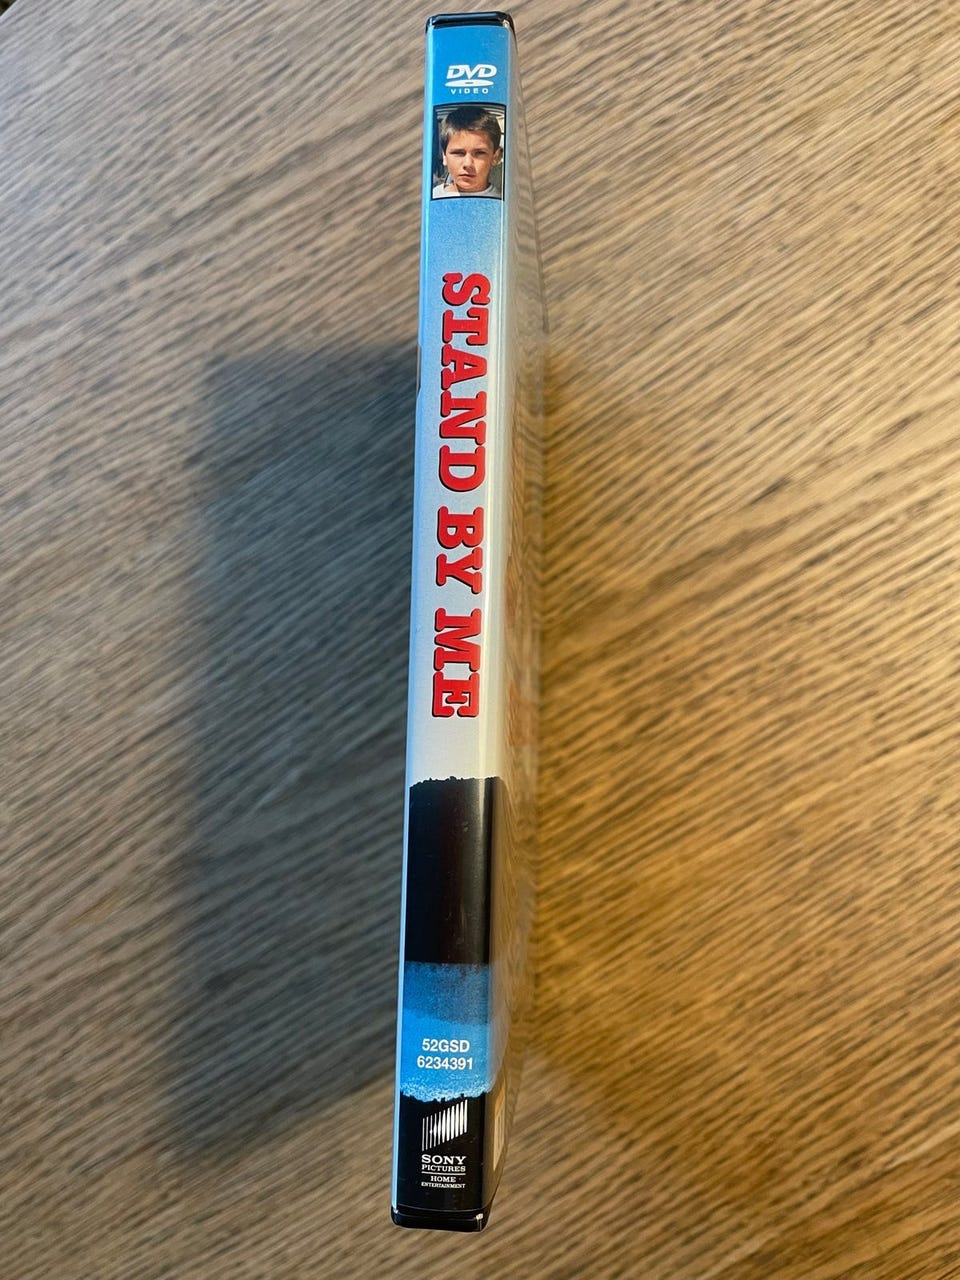 DVD
VIDEO
STAND BY ME
52GSD
6234391
SONY
PICTURES
HOME
ENTERTAINMENT